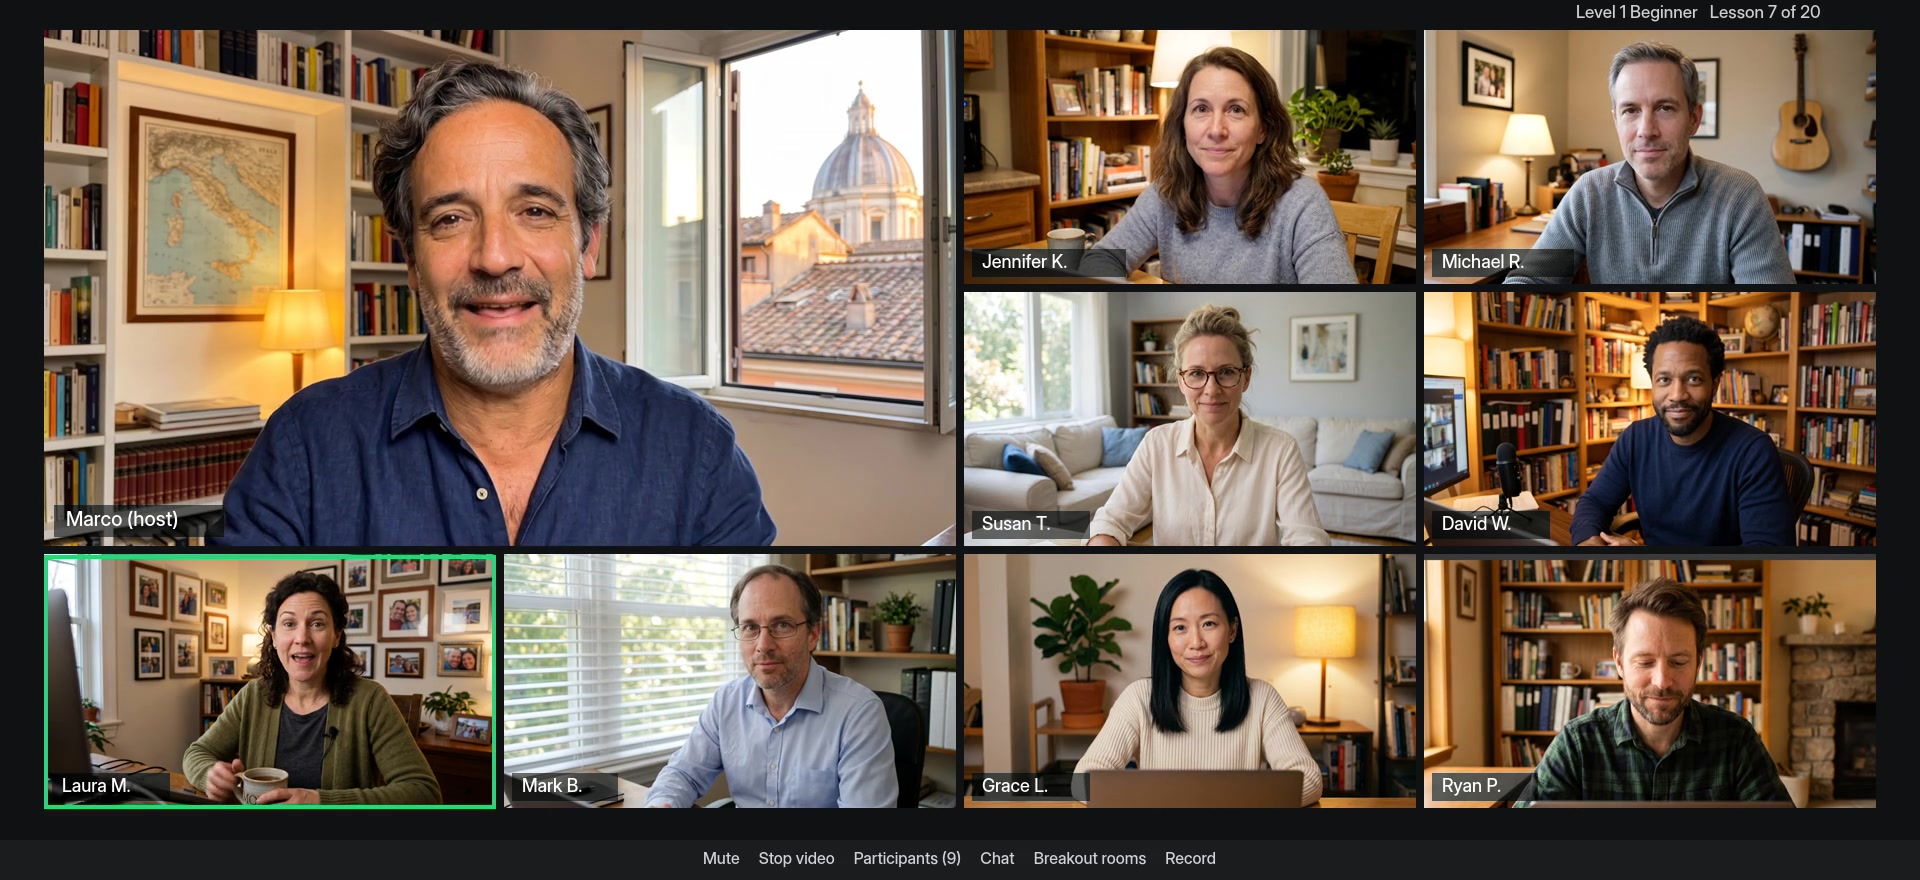 Level 1 Beginner Lesson 7 of 20
Marco (host)
Jennifer K.
Michael R.
Susan T.
David W.
Laura M.
Mark B.
Grace L.
Ryan P.
Mute Stop video Participants (9) Chat Breakout rooms Record